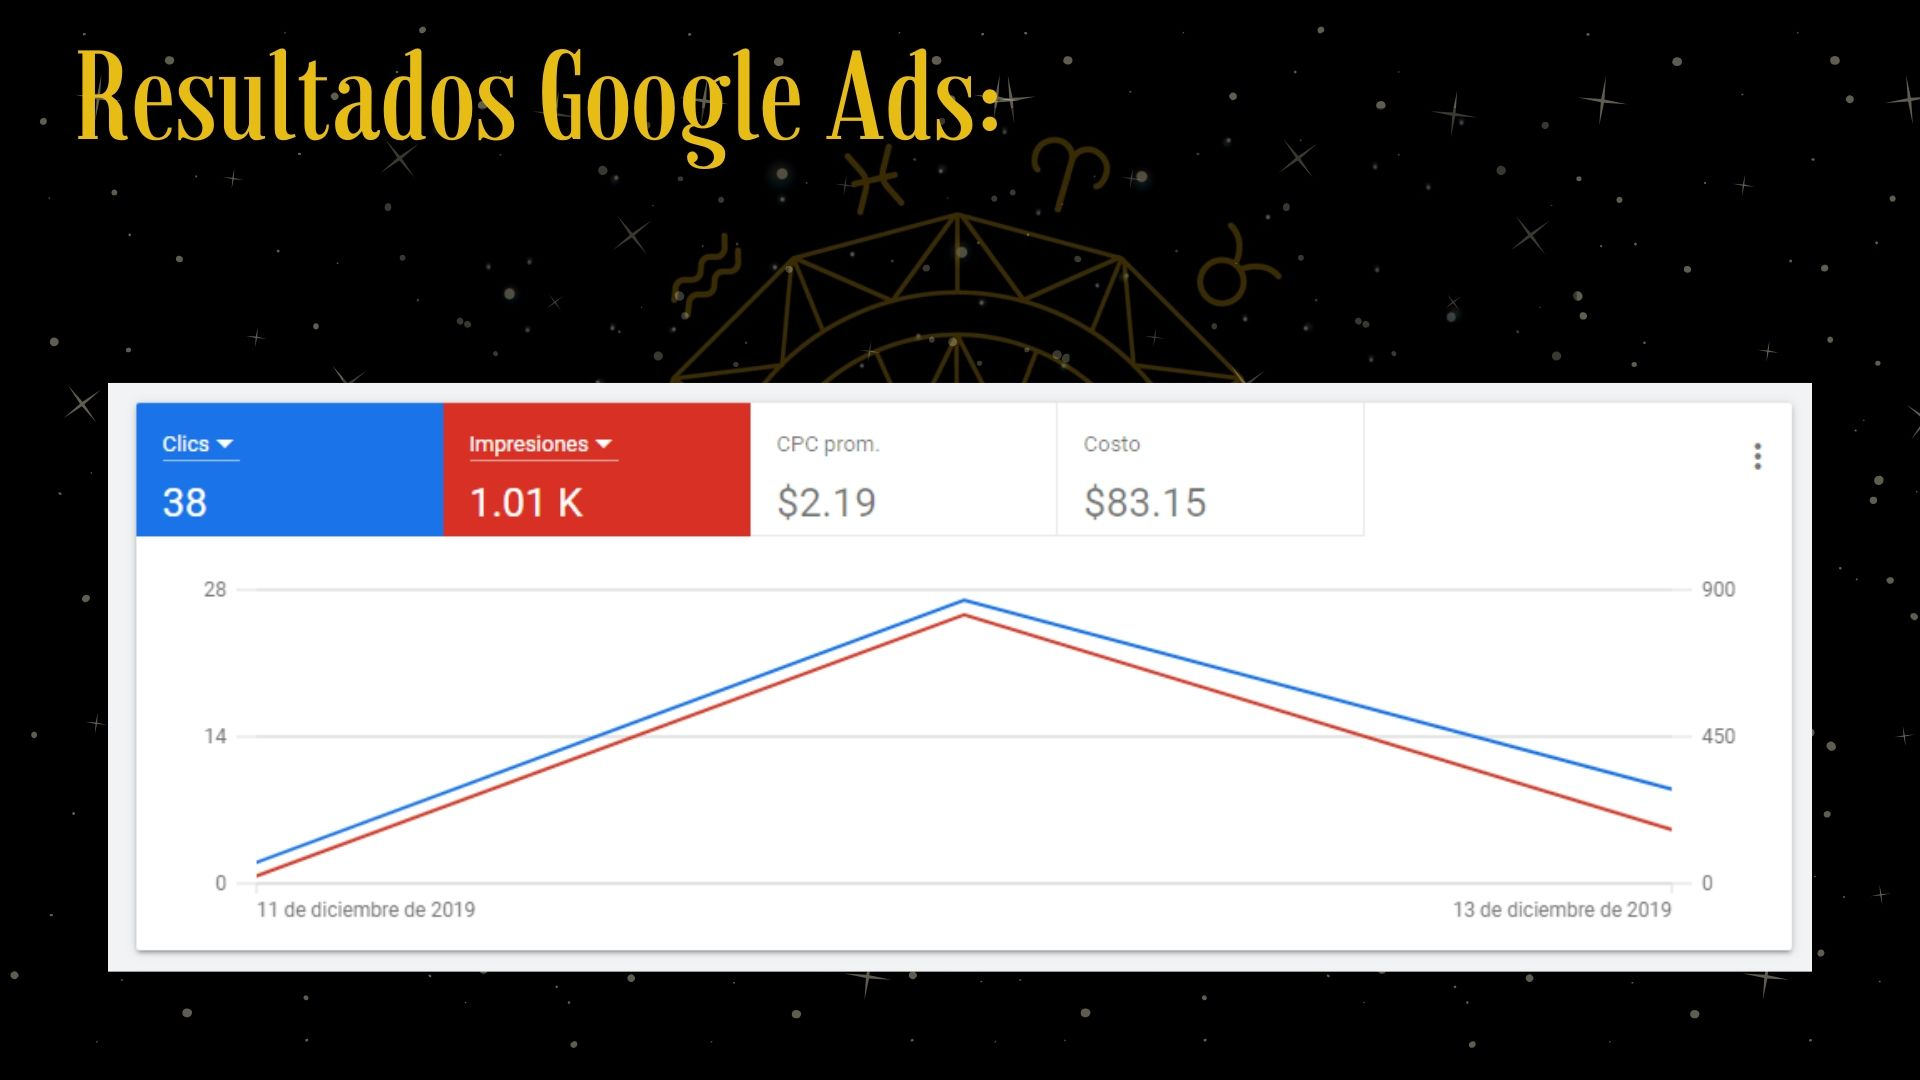 Resultados Google Ads:
Clics
Impresiones
CPC prom.
Costo
38
1.01 K
$2.19
$83.15
28
900
14
450
0
0
11 de diciembre de 2019
13 de diciembre de 2019